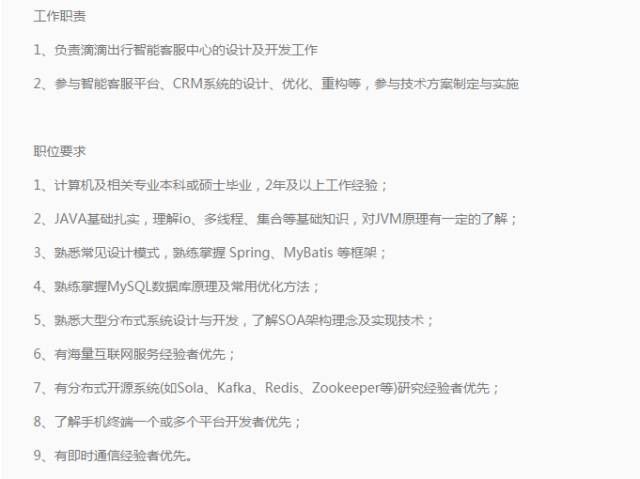 工作职责
1、负责滴滴出行智能客服中心的设计及开发工作
2、参与智能客服平台、CRM系统的设计、优化、重构等，参与技术方案制定与实施
职位要求
1、计算机及相关专业本科或硕士毕业，2年及以上工作经验；
2、JAVA基础扎实，理解io、多线程、集合等基础知识，对JVM原理有一定的了解；
3、熟悉常见设计模式，熟练掌握 Spring、MyBatis 等框架；
4、熟练掌握MySQL数据库原理及常用优化方法；
5、熟悉大型分布式系统设计与开发，了解SOA架构理念及实现技术；
6、有海量互联网服务经验者优先；
7、有分布式开源系统(如Sola、Kafka、Redis、Zookeeper等)研究经验者优先；
8、了解手机终端一个或多个平台开发者优先；
9、有即时通信经验者优先。